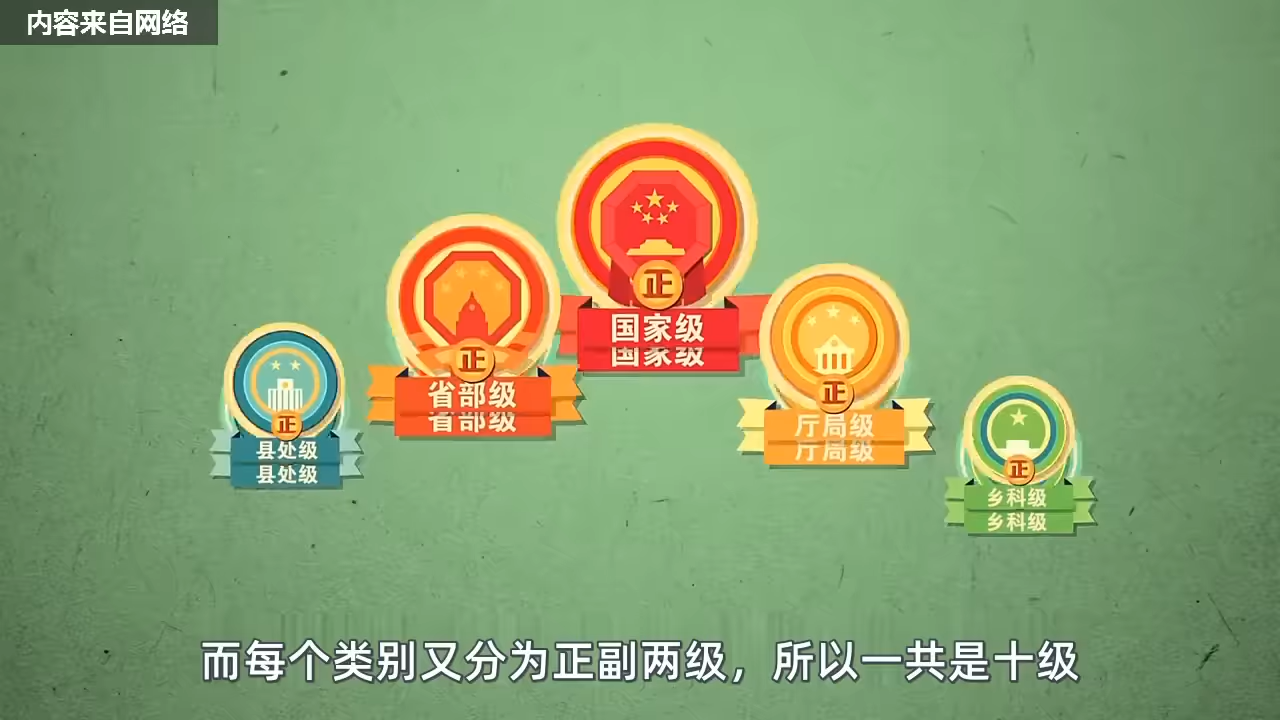 内容来自网络
正
国家级
国家级
正
省部级
省部级
正
厅局级
厅局级
正
县处级
县处级
正
乡科级
乡科级
而每个类别又分为正副两级，所以一共是十级